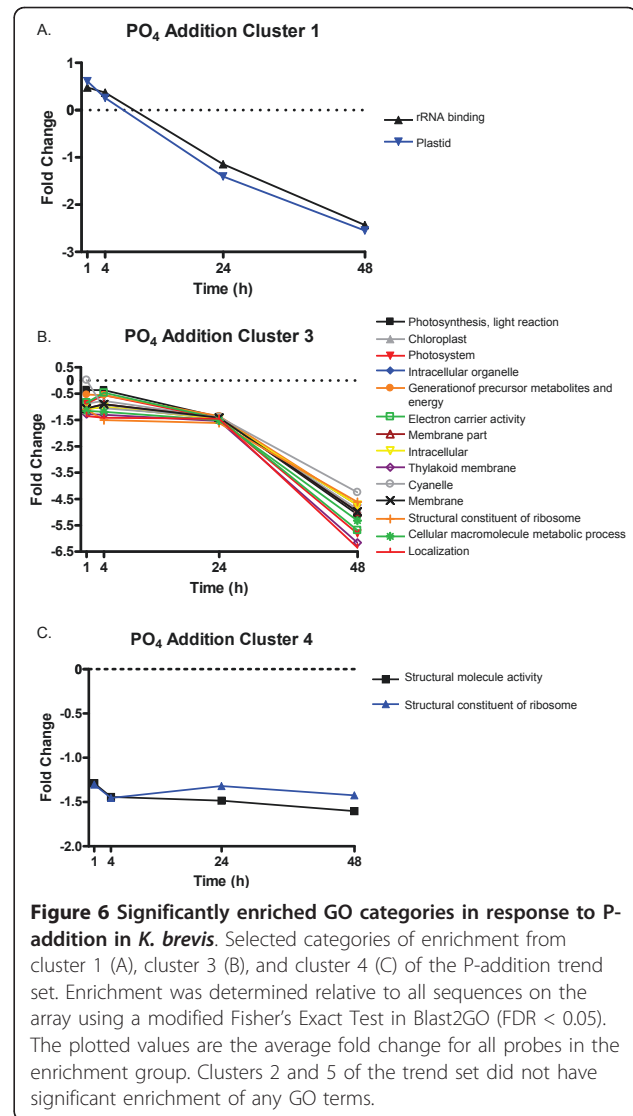 A.
PO4 Addition Cluster 1
1
0
-1
-2
-3
Fold Change
1 4 24 48
Time (h)
rRNA binding
Plastid
B.
PO4 Addition Cluster 3
0.5
-0
-0.5
-1.5
-2.5
-3.5
-4.5
-5.5
-6.5
Fold Change
1 4 24 48
Time (h)
Photosynthesis, light reaction
Chloroplast
Photosystem
Intracellular organelle
Generationof precursor metabolites and
energy
Electron carrier activity
Membrane part
Intracellular
Thylakoid membrane
Cyanelle
Membrane
Structural constituent of ribosome
Cellular macromolecule metabolic process
Localization
C.
PO4 Addition Cluster 4
0
-0.5
-1.0
-1.5
-2.0
Fold Change
1 4 24 48
Time (h)
Structural molecule activity
Structural constituent of ribosome
Figure 6 Significantly enriched GO categories in response to P-
addition in K. brevis. Selected categories of enrichment from
cluster 1 (A), cluster 3 (B), and cluster 4 (C) of the P-addition trend
set. Enrichment was determined relative to all sequences on the
array using a modified Fisher's Exact Test in Blast2GO (FDR < 0.05).
The plotted values are the average fold change for all probes in the
enrichment group. Clusters 2 and 5 of the trend set did not have
significant enrichment of any GO terms.